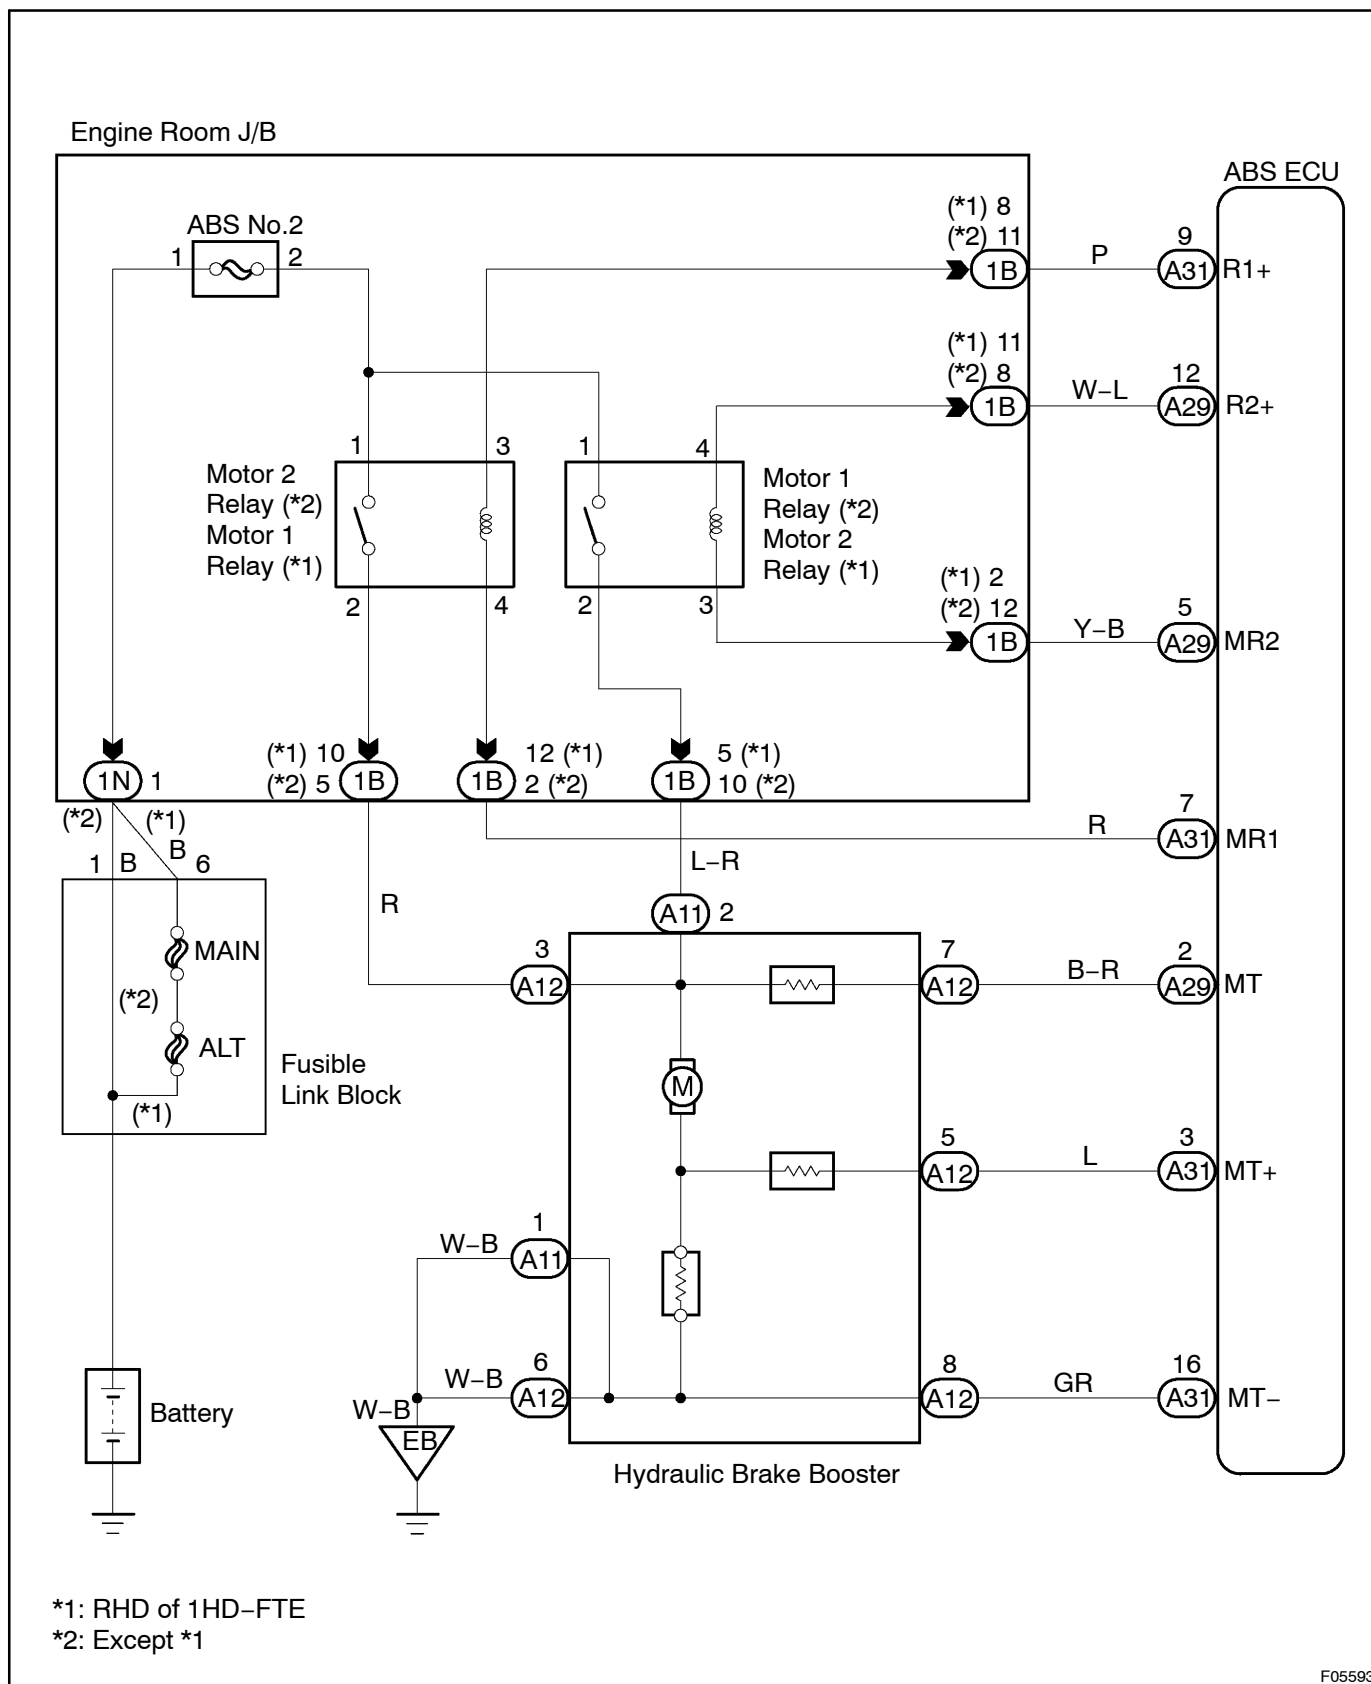 Engine Room J/B
ABS ECU
ABS No.2
1
2
(*1) 8
(*2) 11
1B
P
9
A31
R1+
(*1) 11
(*2) 8
1B
W-L
12
A29
R2+
1
3
1
4
Motor 2
Relay (*2)
Motor 1
Relay (*1)
Motor 1
Relay (*2)
Motor 2
Relay (*1)
2
4
2
3
(*1) 2
(*2) 12
1B
Y-B
5
A29
MR2
1N
1
(*1) 10
(*2) 5
1B
1B
12 (*1)
2 (*2)
1B
5 (*1)
10 (*2)
(*2)
(*1)
1
B
B
6
R
7
A31
MR1
L-R
R
A11
2
MAIN
(*2)
ALT
(*1)
Fusible
Link Block
3
A12
7
A12
B-R
2
A29
MT
M
5
A12
L
3
A31
MT+
W-B
1
A11
W-B
6
A12
W-B
EB
8
A12
GR
16
A31
MT-
Battery
Hydraulic Brake Booster
*1: RHD of 1HD-FTE
*2: Except *1
F05593